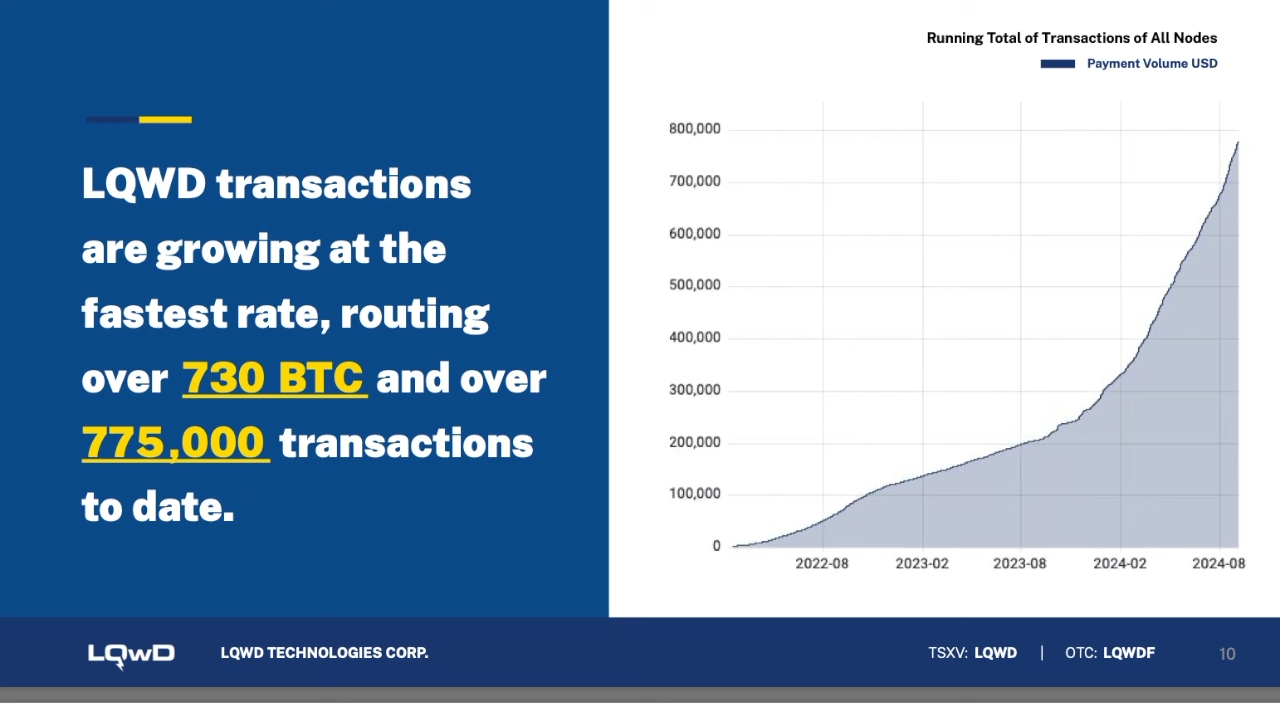 LQWD transactions
are growing at the
fastest rate, routing
over 730 BTC and over
775,000 transactions
to date.
Running Total of Transactions of All Nodes
Payment Volume USD
800,000
700,000
600,000
500,000
400,000
300,000
200,000
100,000
0
2022-08 2023-02 2023-08 2024-02 2024-08
LQwD LQWD TECHNOLOGIES CORP. TSXV: LQWD | OTC: LQWDF 10